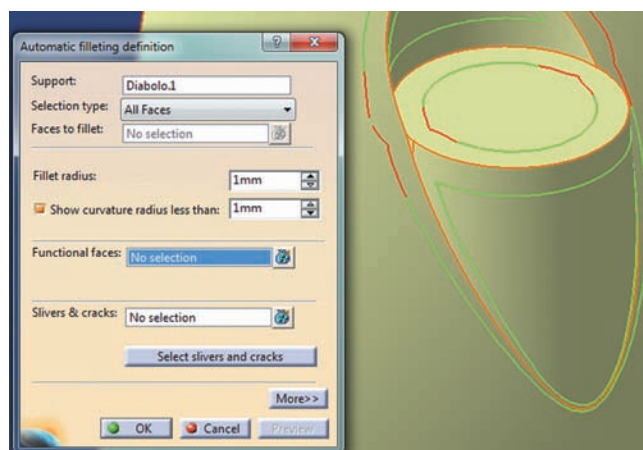 Automatic filleting definition
Support: Diabolo.1
Selection type: All Faces
Faces to fillet: No selection
Fillet radius: 1mm
Show curvature radius less than: 1mm
Functional faces: No selection
Slivers & cracks: No selection
Select slivers and cracks
More>>
OK Cancel Preview